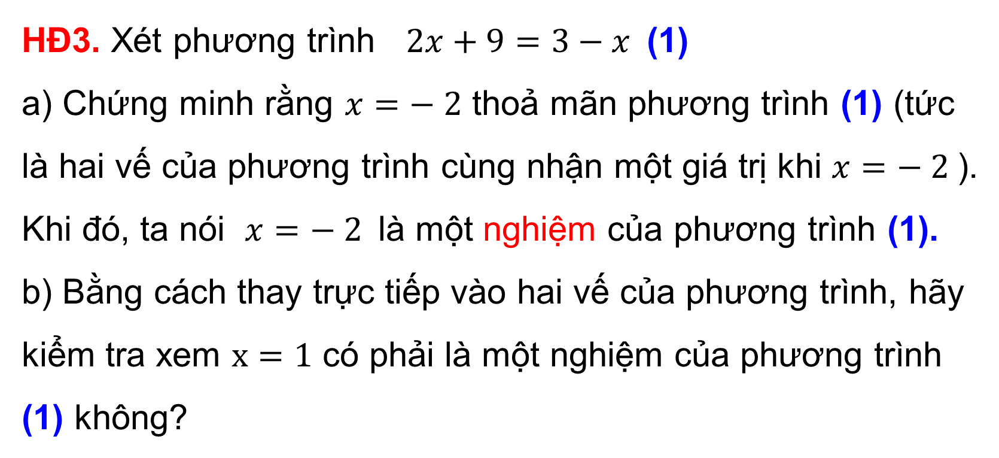 HĐ3. Xét phương trình 2x + 9 = 3 − x (1)
a) Chứng minh rằng x = − 2 thoả mãn phương trình (1) (tức
là hai vế của phương trình cùng nhận một giá trị khi x = − 2 ).
Khi đó, ta nói x = − 2 là một nghiệm của phương trình (1).
b) Bằng cách thay trực tiếp vào hai vế của phương trình, hãy
kiểm tra xem x = 1 có phải là một nghiệm của phương trình
(1) không?